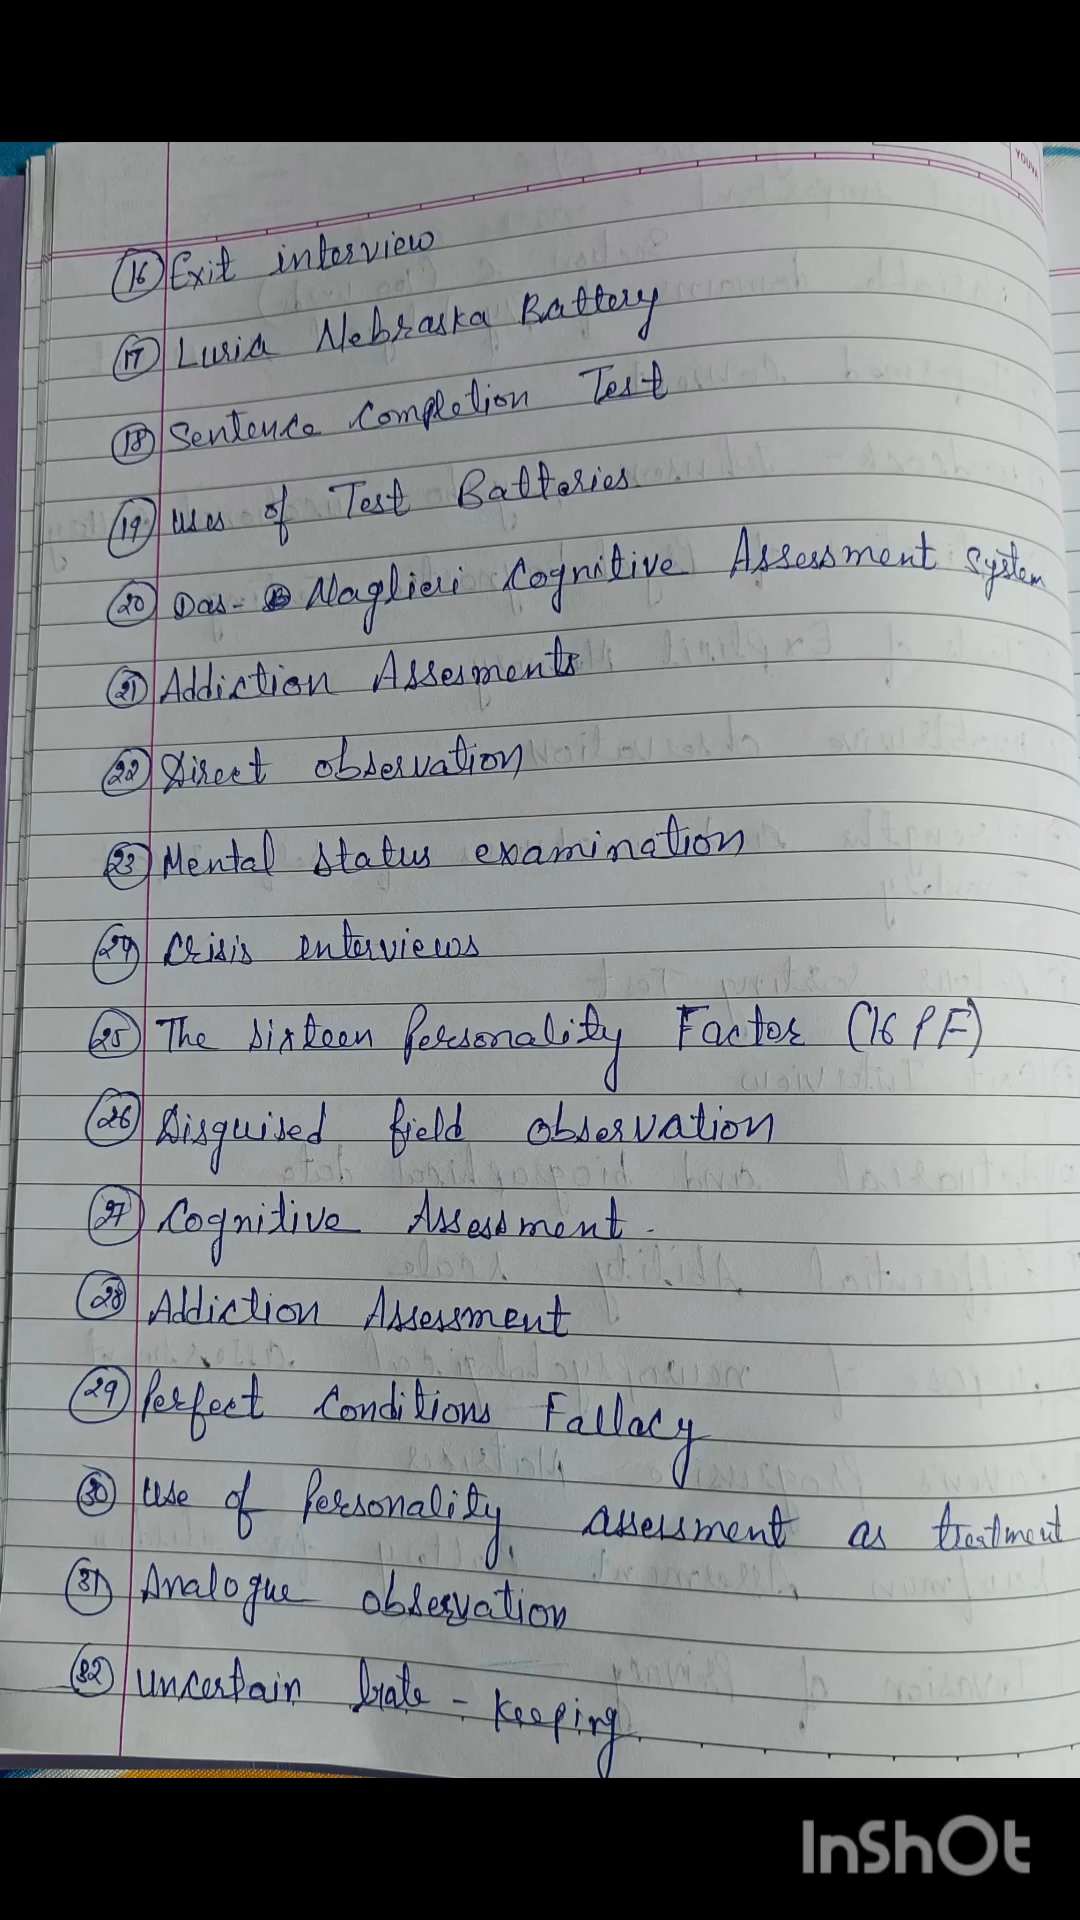 YOUVA
16 Exit interview
17 Luria Nebraska Battery
18 Sentence Completion Test
19 Uses of Test Batteries
20 Das- Naglieri Cognitive Assessment System
21 Addiction Assesments
22 Direct observation
23 Mental status examination
24 Crisis interviews
25 The sixteen Personality Factor (16 PF)
26 Disguised field observation
27 Cognitive Assessment.
28 Addiction Assessment
29 Perfect Conditions Fallacy
30 Use of Personality assessment as treatment
31 Analogue observation
32 Uncertain Gate-Keeping
InShOt